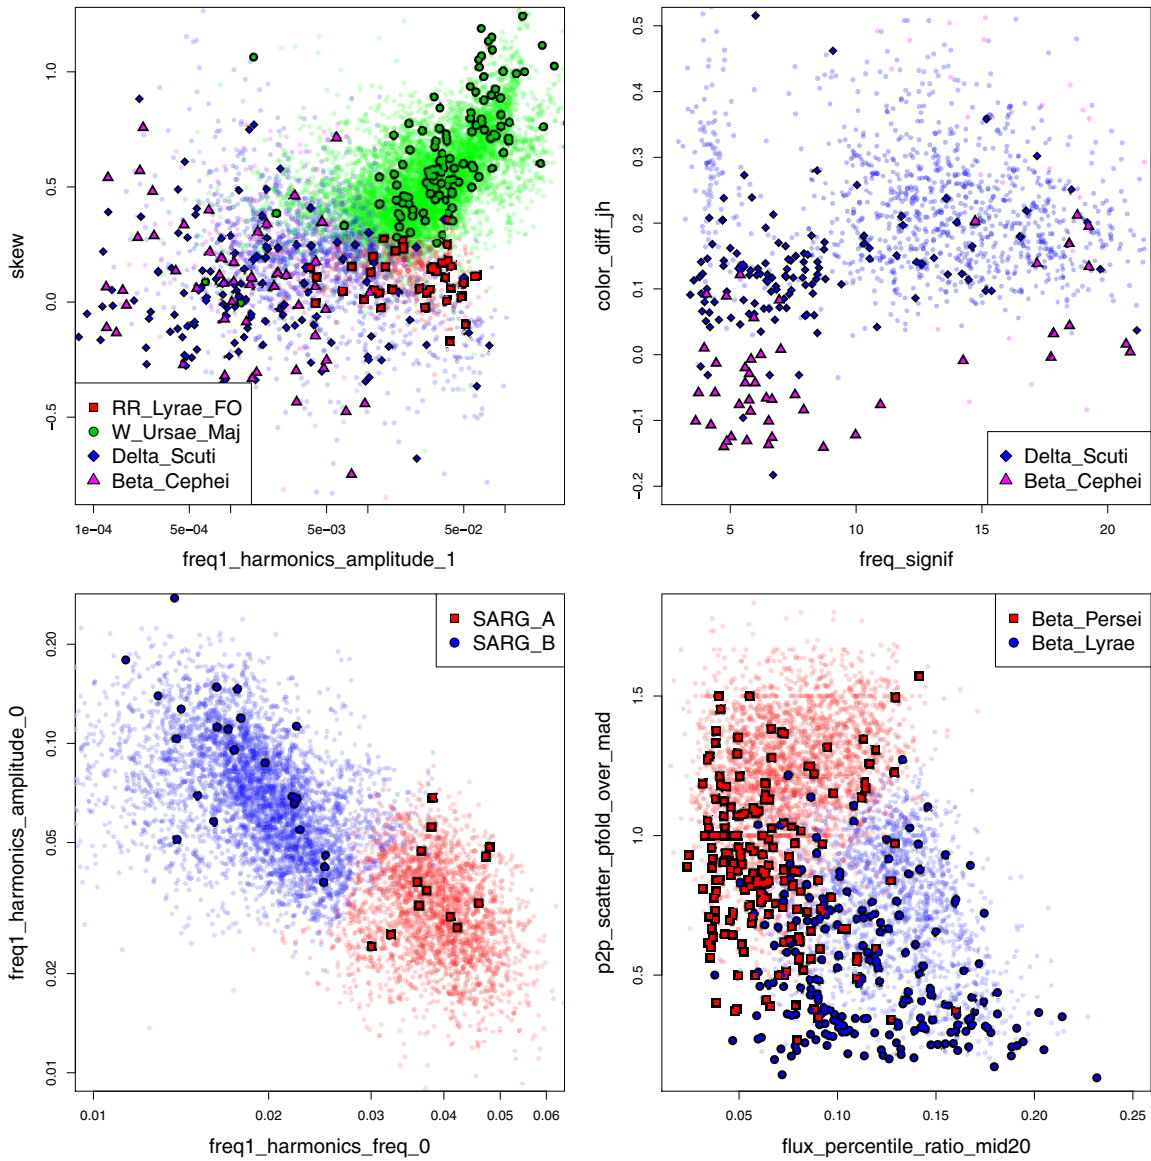 skew
1.0
0.5
0.0
−0.5
RR_Lyrae_FO
W_Ursae_Maj
Delta_Scuti
Beta_Cephei
1e−04
5e−04
5e−03
5e−02
freq1_harmonics_amplitude_1
color_diff_jh
0.5
0.4
0.3
0.2
0.1
0.0
−0.1
−0.2
Delta_Scuti
Beta_Cephei
5
10
15
20
freq_signif
freq1_harmonics_amplitude_0
0.20
0.10
0.05
0.02
0.01
SARG_A
SARG_B
0.01
0.02
0.03
0.04
0.05
0.06
freq1_harmonics_freq_0
p2p_scatter_pfold_over_mad
1.5
1.0
0.5
Beta_Persei
Beta_Lyrae
0.05
0.10
0.15
0.20
0.25
flux_percentile_ratio_mid20